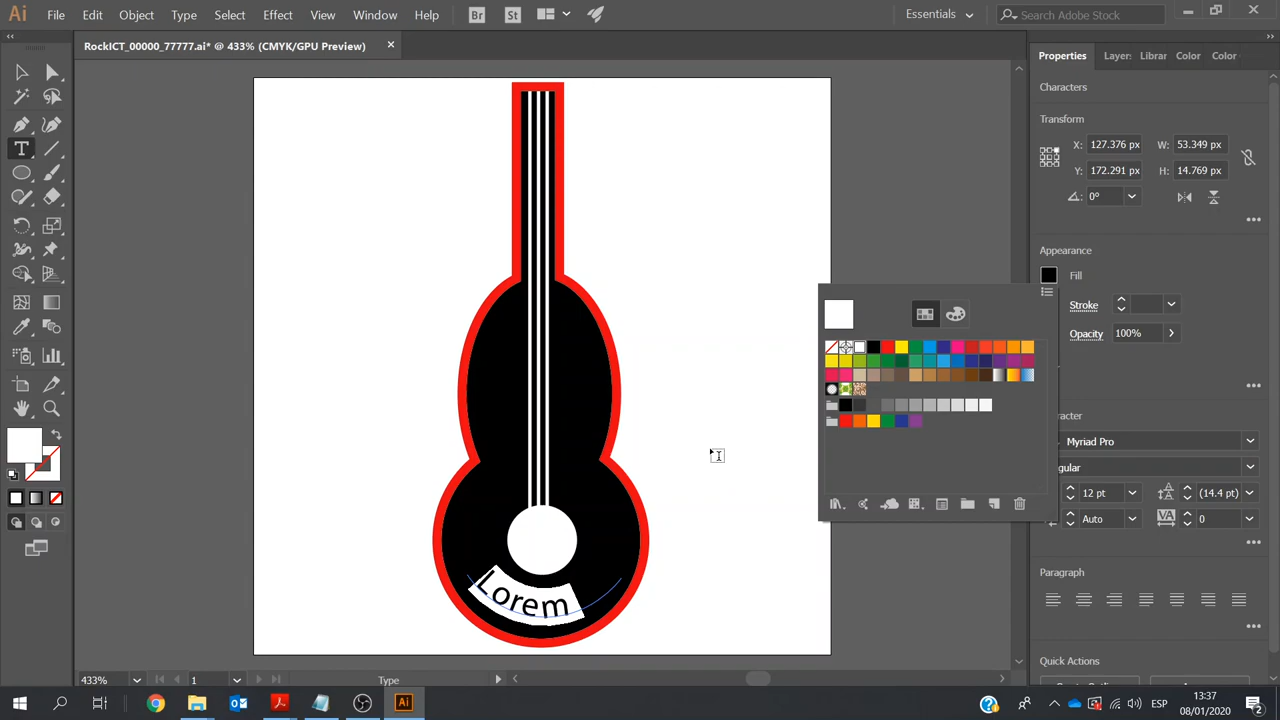 Ai File Edit Object Type Select Effect View Window Help Br St Essentials Search Adobe Stock
RockICT_00000_77777.ai* @ 433% (CMYK/GPU Preview)
Properties Layer: Librar Color Color
Characters
Transform
X: 127.376 px W: 53.349 px
Y: 172.291 px H: 14.769 px
0°
Appearance
Fill
Stroke
Opacity 100%
Myriad Pro
12 pt (14.4 pt)
Auto VA 0
Paragraph
Quick Actions
Lorem
433% 1 Type
Ai ESP 13:37
08/01/2020 2